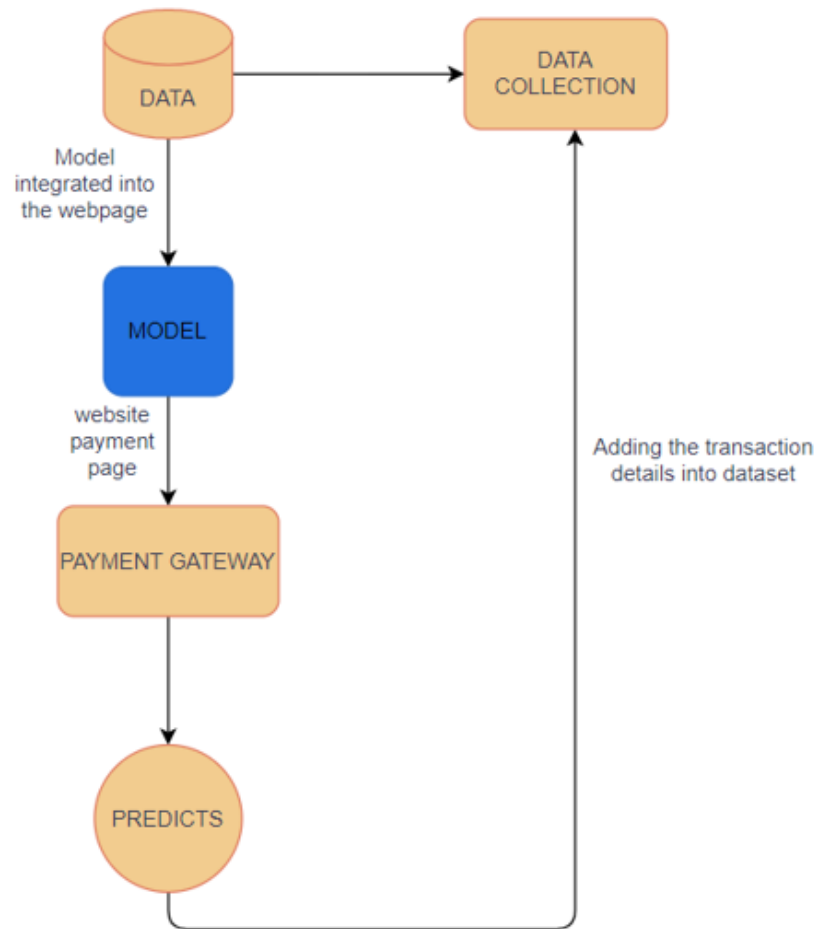 DATA
DATA
COLLECTION
Model
integrated into
the webpage
MODEL
website
payment
page
Adding the transaction
details into dataset
PAYMENT GATEWAY
PREDICTS